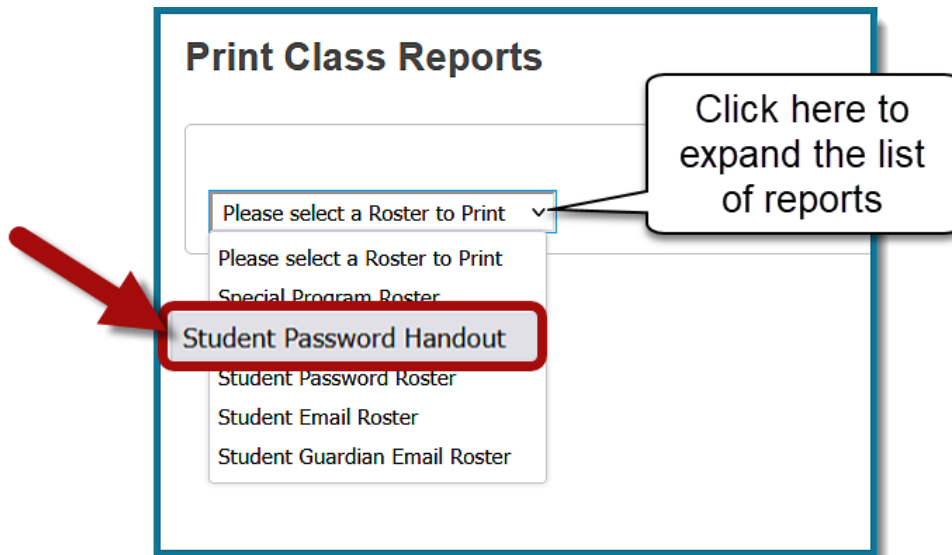 Print Class Reports
Click here to
expand the list
of reports
Please select a Roster to Print
Please select a Roster to Print
Special Program Roster
Student Password Handout
Student Password Roster
Student Email Roster
Student Guardian Email Roster